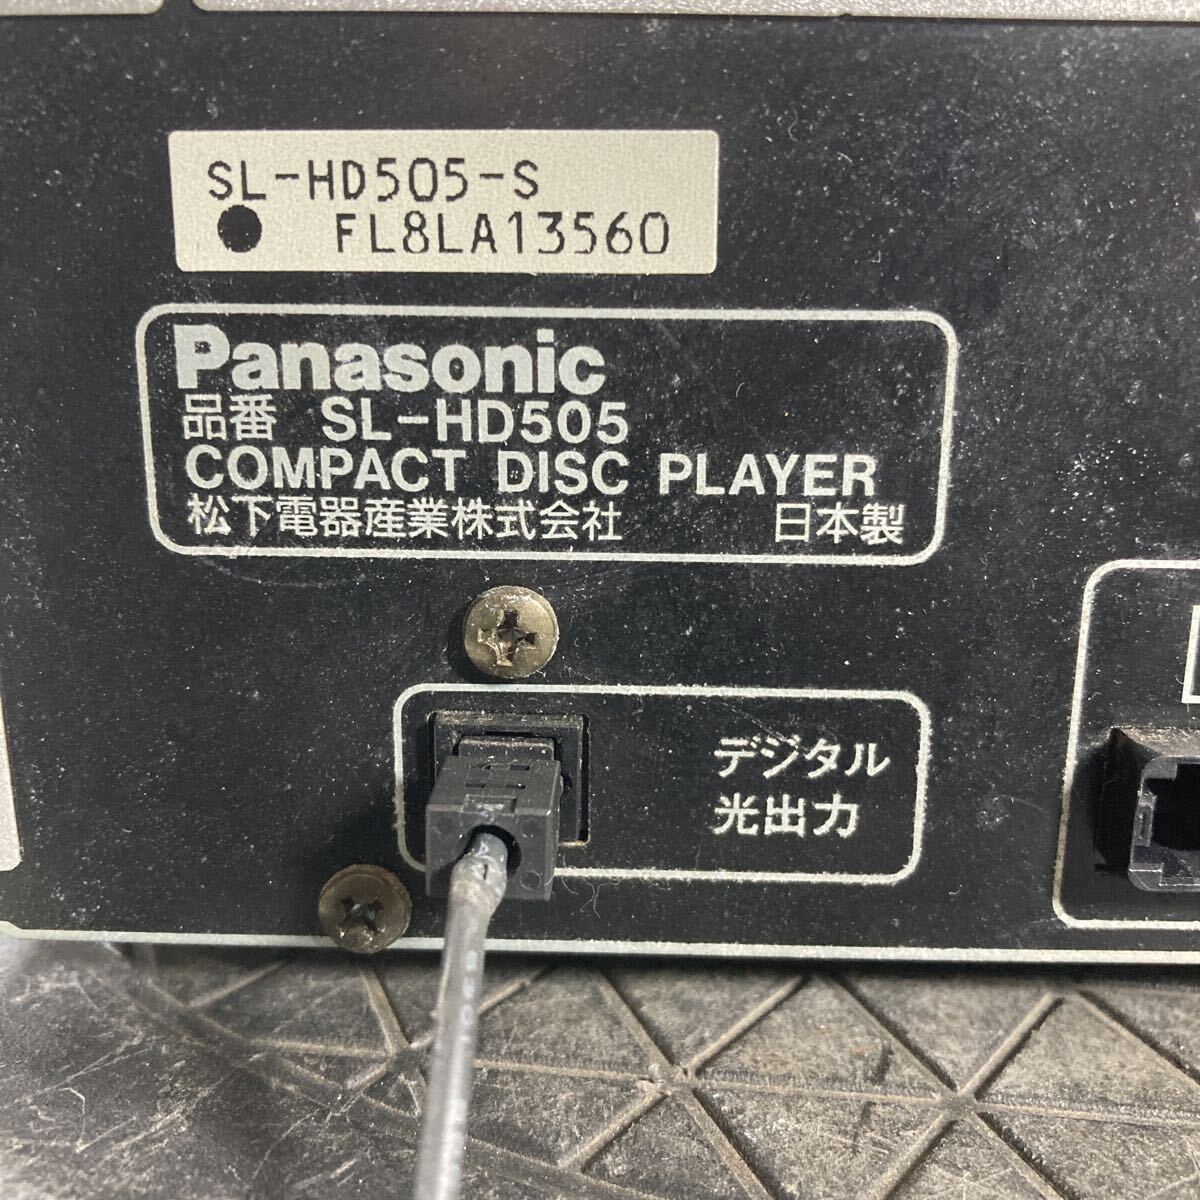 SL-HD505-S
● FL8LA13560
Panasonic
品番 SL-HD505
COMPACT DISC PLAYER
松下電器産業株式会社 日本製
デジタル
光出力